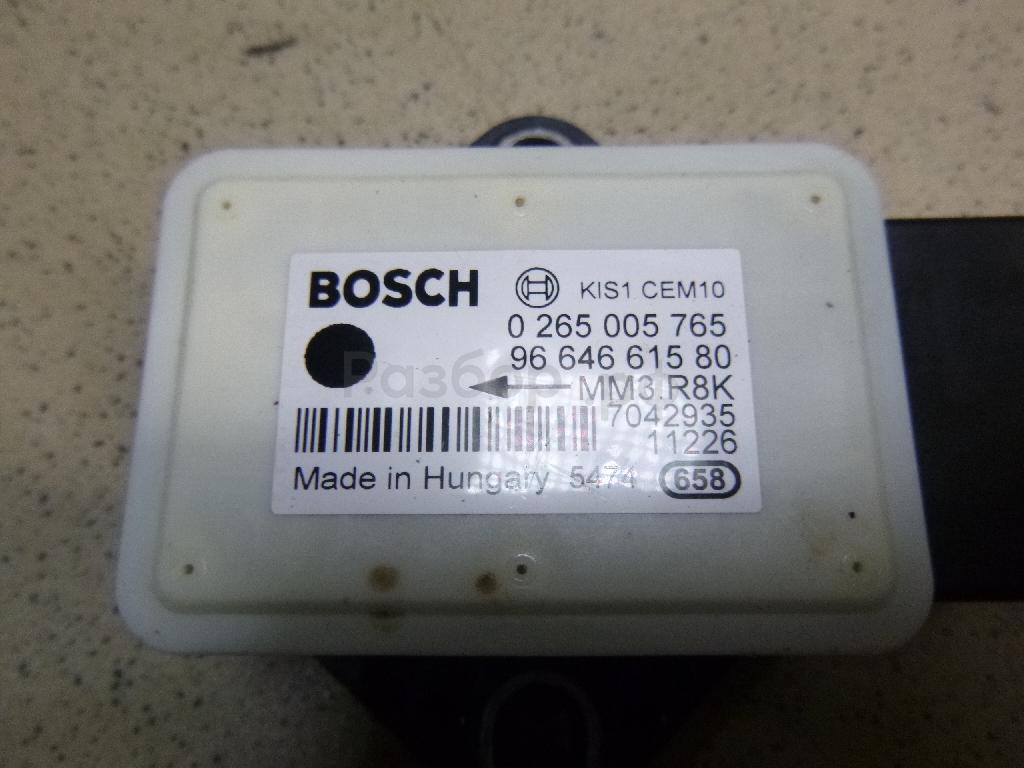 BOSCH KIS1 CEM10
0 265 005 765
96 646 615 80
MM3.R8K
7042935
11226
Made in Hungary 5474 658